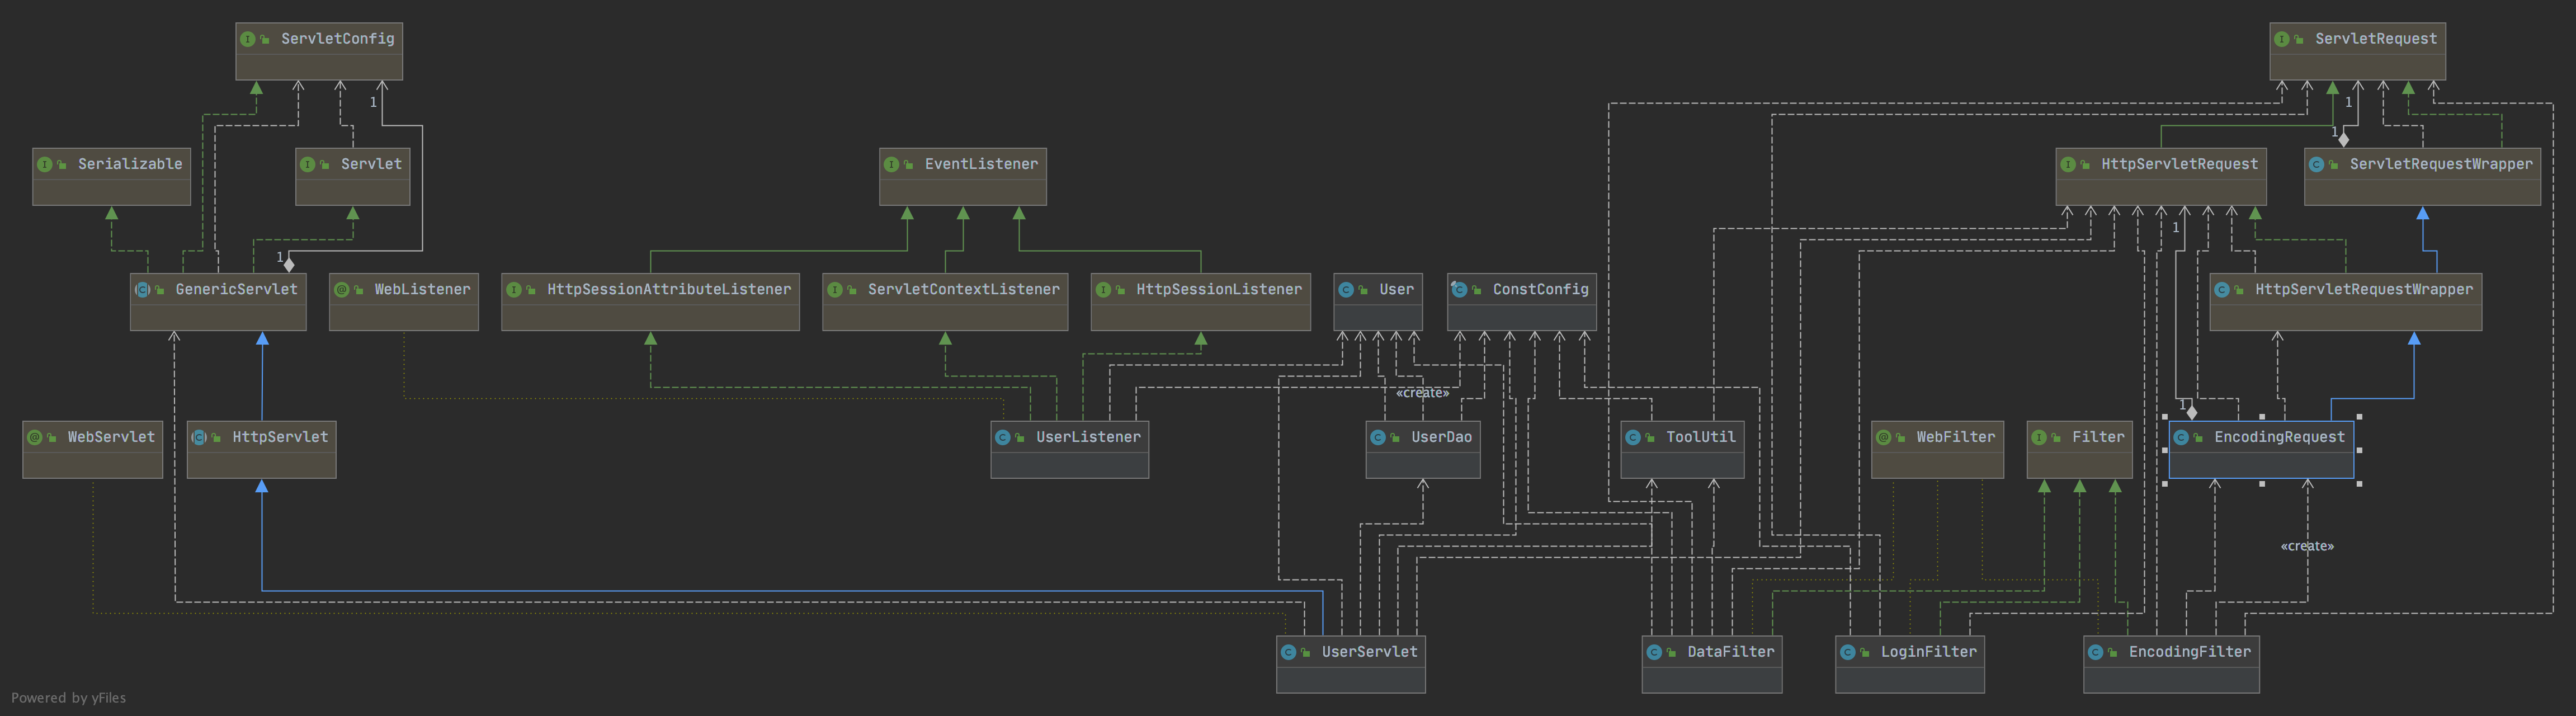 ServletConfig
ServletRequest
1
1
1
Serializable
Servlet
EventListener
HttpServletRequest
ServletRequestWrapper
1
1
GenericServlet
WebListener
HttpSessionAttributeListener
ServletContextListener
HttpSessionListener
User
ConstConfig
HttpServletRequestWrapper
«create»
1
WebServlet
HttpServlet
UserListener
UserDao
ToolUtil
WebFilter
Filter
EncodingRequest
«create»
UserServlet
DataFilter
LoginFilter
EncodingFilter
Powered by yFiles